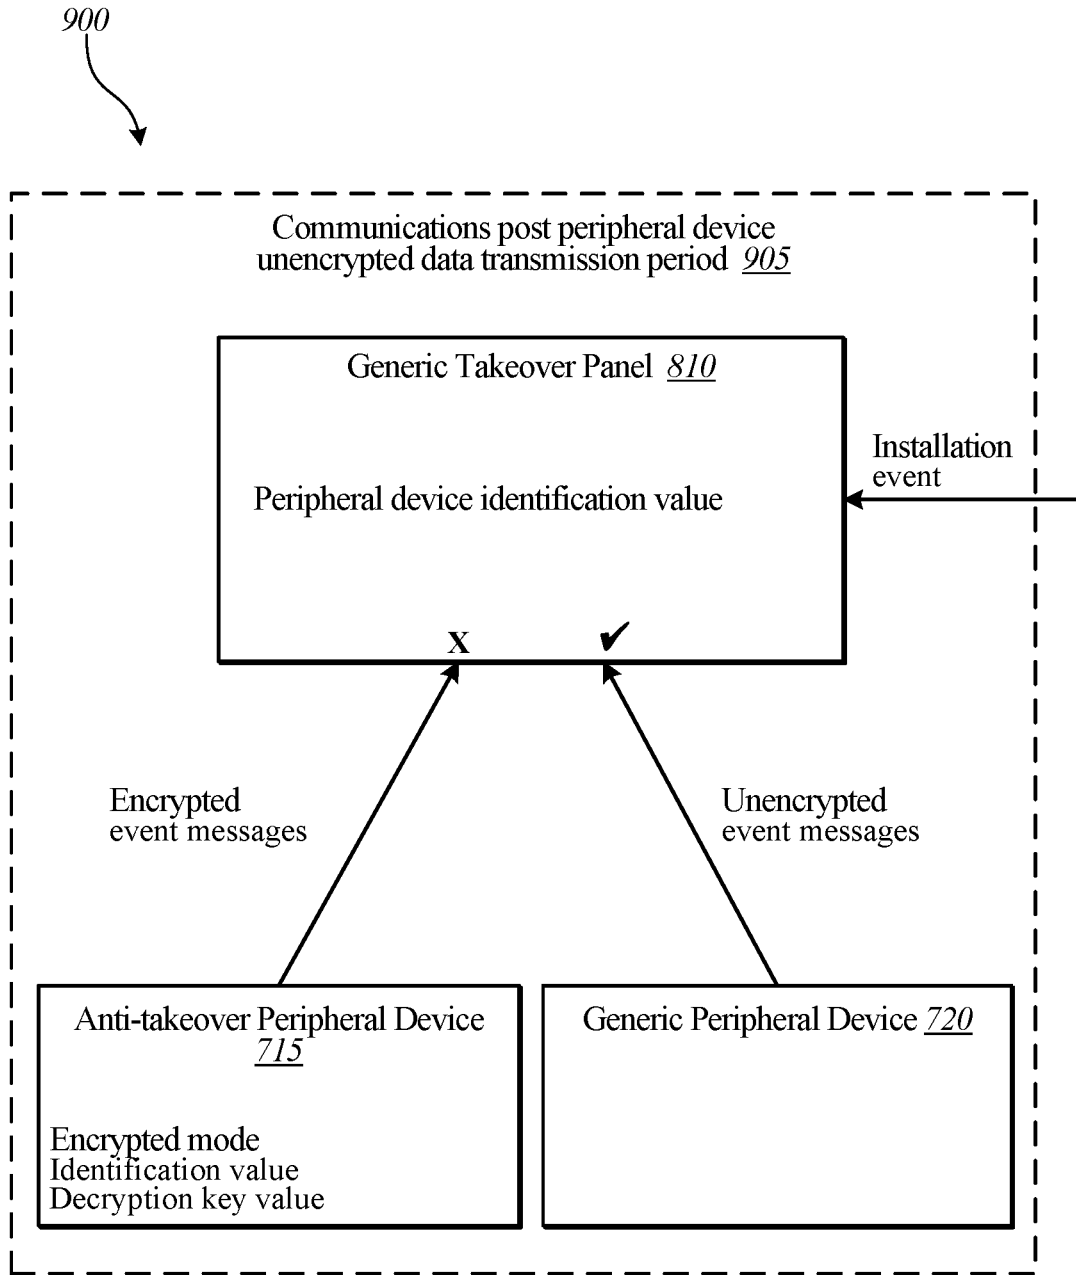 900
Communications post peripheral device
unencrypted data transmission period 905
Generic Takeover Panel 810
Installation
event
Peripheral device identification value
X
Encrypted
event messages
Unencrypted
event messages
Anti-takeover Peripheral Device
715
Encrypted mode
Identification value
Decryption key value
Generic Peripheral Device 720